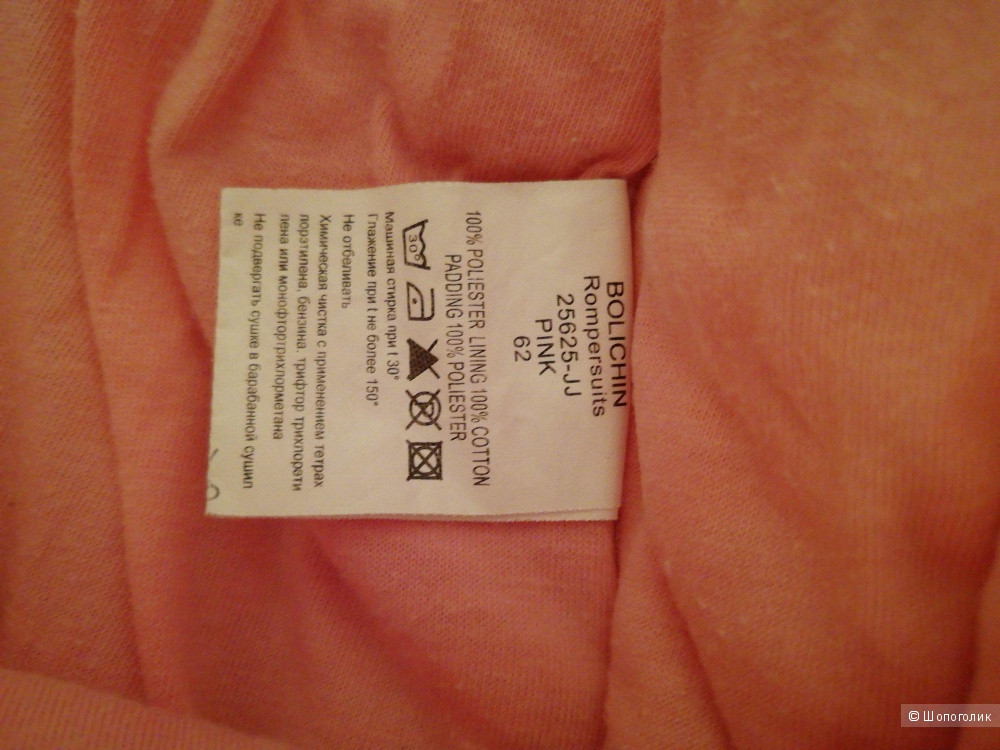 BOLICHIN
Rompersuits
25625-JJ
PINK
62
100% POLIESTER LINING 100% COTTON
PADDING 100% POLIESTER
30°
P
Машиная стирка при t 30°
Глажение при t не более 150°
Не отбеливать
Химическая чистка с применением тетрах
лорэтилена, бензина, трифтор трихлорети
лена или монофтортрихлорметана
Не подвергать сушке в барабанной сушил
ке
© Шопоголик